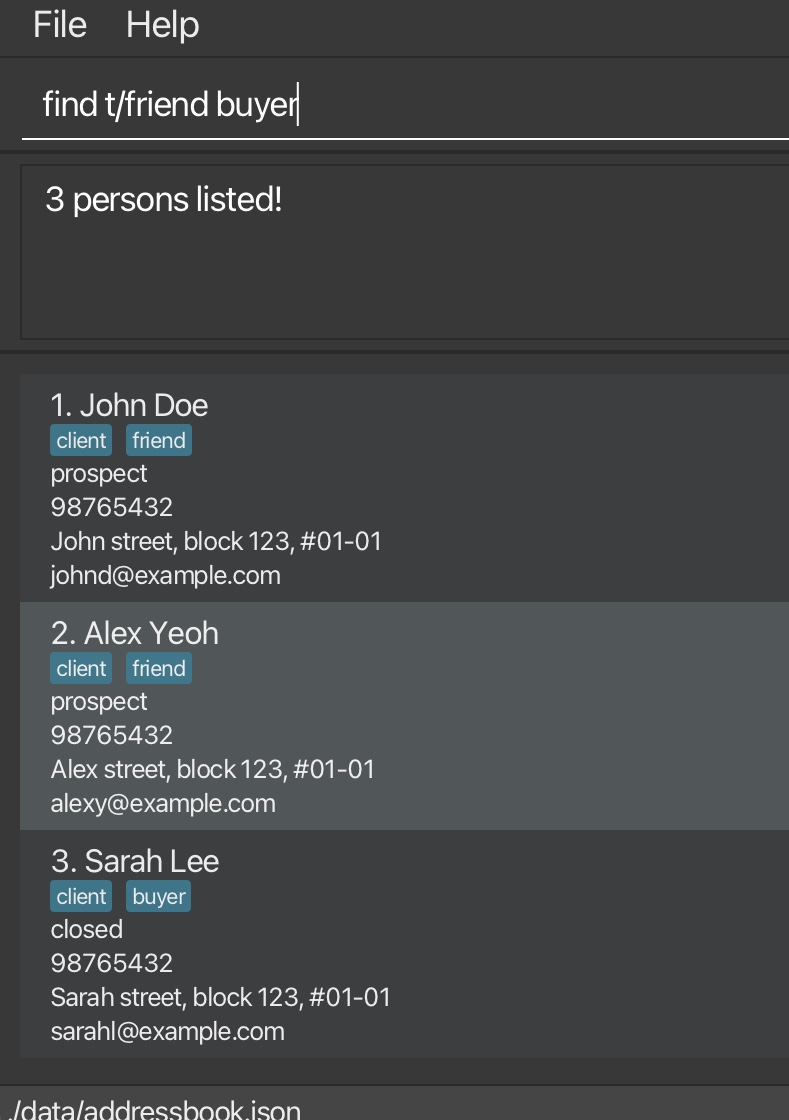 File Help
find t/friend buyer
3 persons listed!
1. John Doe
client friend
prospect
98765432
John street, block 123, #01-01
johnd@example.com
2. Alex Yeoh
client friend
prospect
98765432
Alex street, block 123, #01-01
alexy@example.com
3. Sarah Lee
client buyer
closed
98765432
Sarah street, block 123, #01-01
sarahl@example.com
./data/addressbook.json